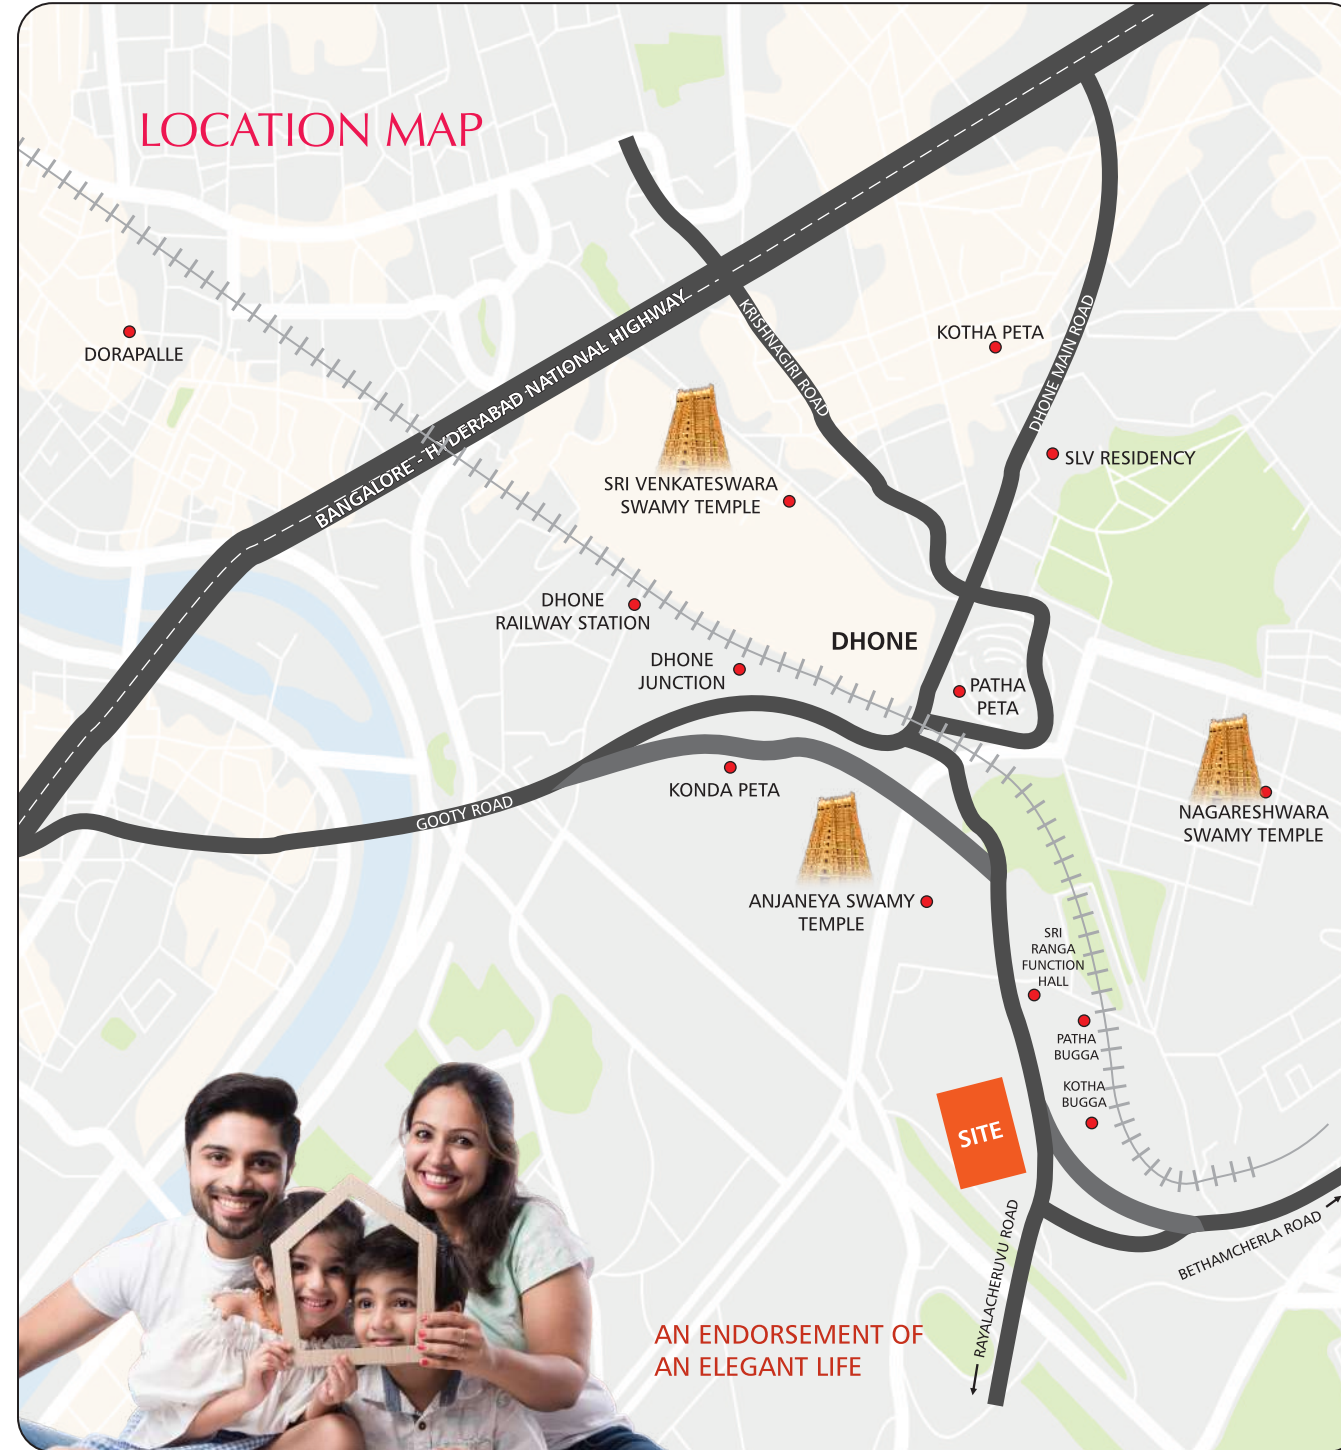 LOCATION MAP
DORAPALLE
BANGALORE - HYDERABAD NATIONAL HIGHWAY
KRISHNAGIRI ROAD
KOTHA PETA
DHONE MAIN ROAD
SLV RESIDENCY
SRI VENKATESWARA
SWAMY TEMPLE
DHONE
RAILWAY STATION
DHONE
DHONE
JUNCTION
PATHA
PETA
KONDA PETA
GOOTY ROAD
NAGARESHWARA
SWAMY TEMPLE
ANJANEYA SWAMY
TEMPLE
SRI
RANGA
FUNCTION
HALL
PATHA
BUGGA
KOTHA
BUGGA
SITE
RAYALACHERUVU ROAD
BETHAMCHERLA ROAD
AN ENDORSEMENT OF
AN ELEGANT LIFE